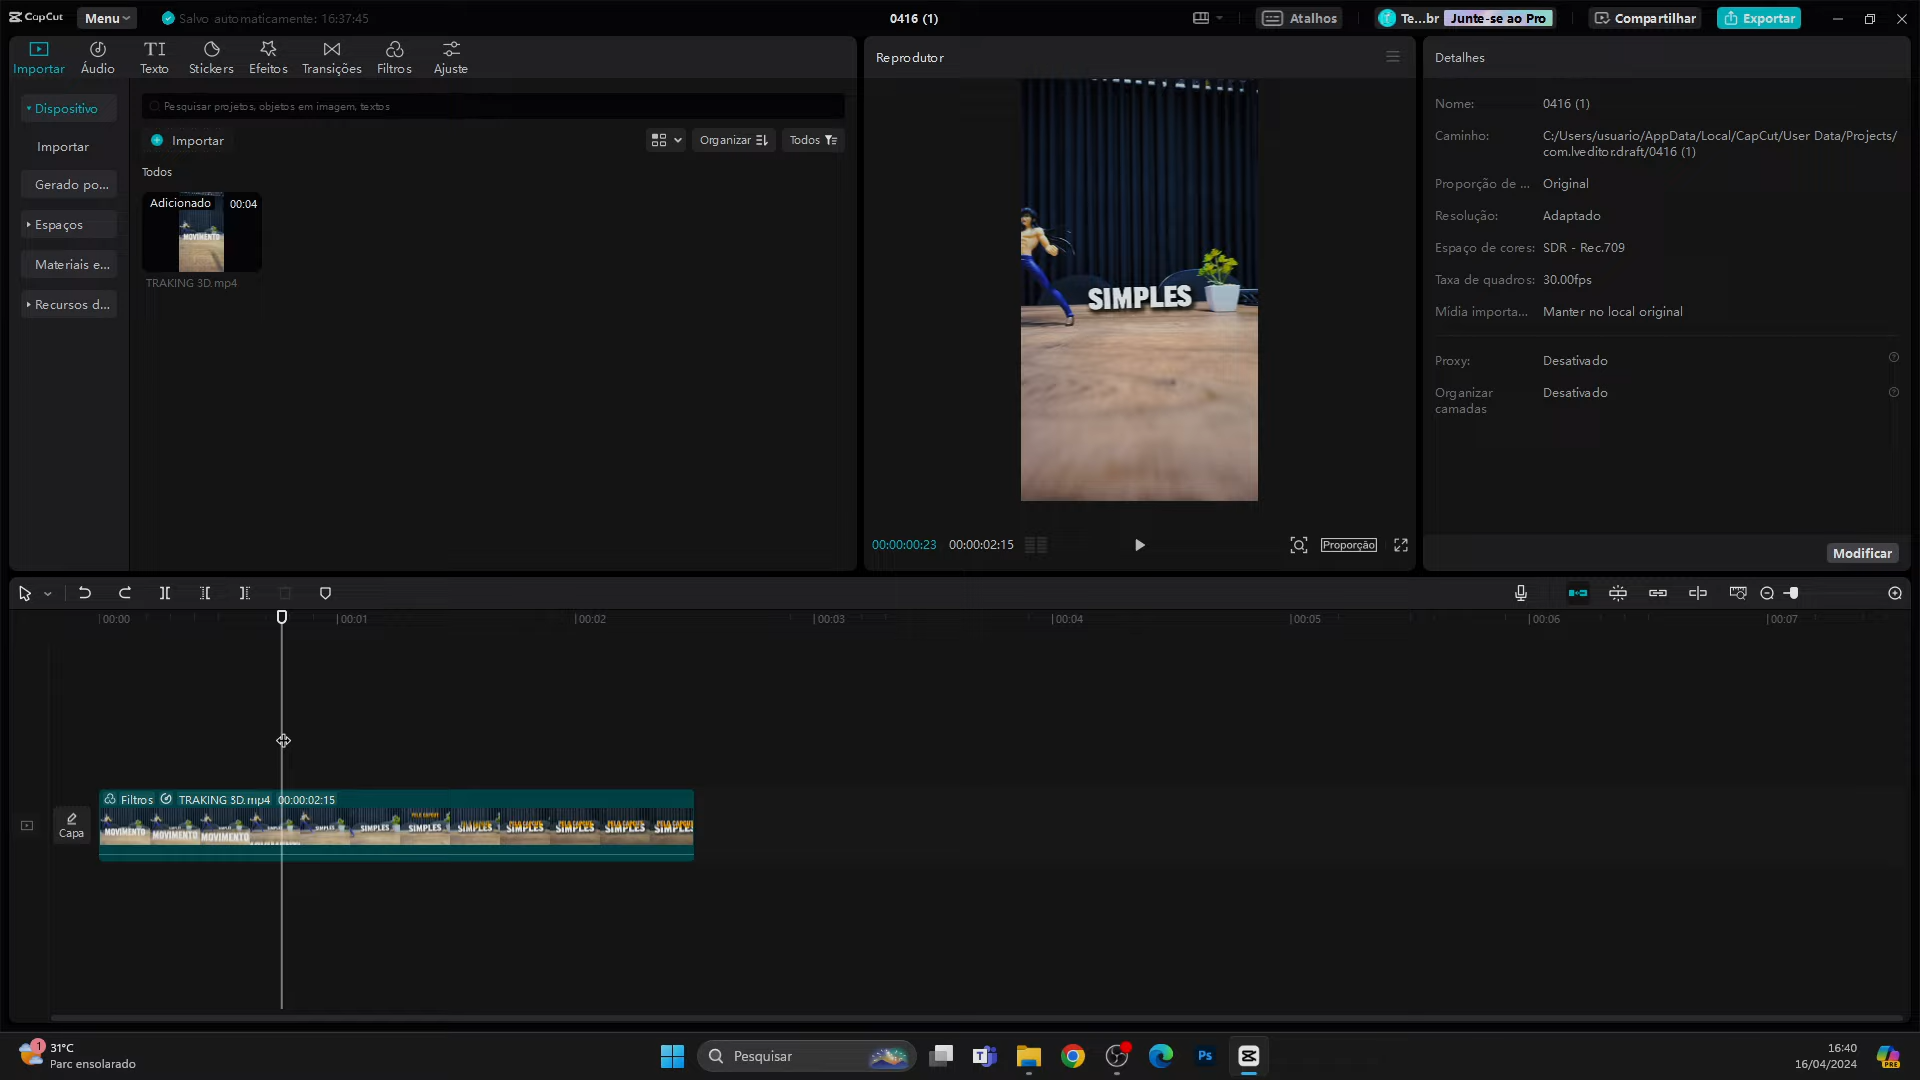 CapCut
Menu
Salvo automaticamente: 16:37:45
0416 (1)
Atalhos
Te...br
Junte-se ao Pro
Compartilhar
Exportar
Importar
Áudio
Texto
Stickers
Efeitos
Transições
Filtros
Ajuste
Dispositivo
Importar
Gerado po...
Espaços
Materiais e...
Recursos d...
Pesquisar projetos, objetos em imagem, textos
Importar
Organizar
Todos
Todos
Adicionado 00:04
MOVIMENTO
TRAKING 3D.mp4
Reprodutor
SIMPLES
00:00:00:23 00:00:02:15
Proporção
Detalhes
Nome: 0416 (1)
Caminho: C:/Users/usuario/AppData/Local/CapCut/User Data/Projects/
com.lveditor.draft/0416 (1)
Proporção de ... Original
Resolução: Adaptado
Espaço de cores: SDR - Rec.709
Taxa de quadros: 30.00fps
Mídia importa... Manter no local original
Proxy: Desativado
Organizar camadas Desativado
Modificar
00:00 00:01 00:02 00:03 00:04 00:05 00:06 00:07
Capa
Filtros TRAKING 3D.mp4 00:00:02:15
MOVIMENTO MOVIMENTO MOVIMENTO SIMPLES SIMPLES SIMPLES SIMPLES SIMPLES SIMPLES
1
31°C
Parc ensolarado
Pesquisar
Ps
16:40
16/04/2024
PRE